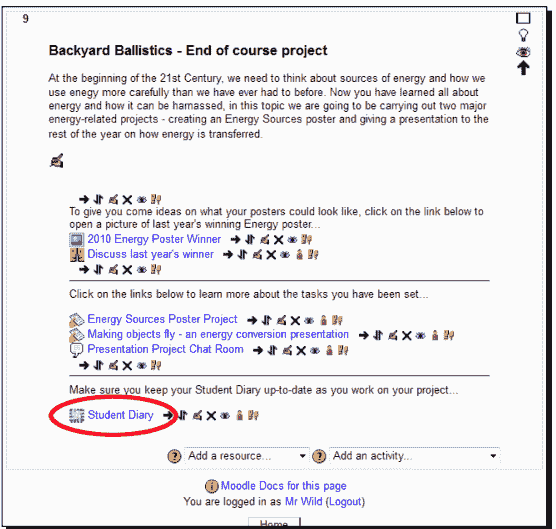 9
Backyard Ballistics - End of course project
At the beginning of the 21st Century, we need to think about sources of energy and how we
use enegy more carefully than we have ever had to before. Now you have learned all about
energy and how it can be harnassed, in this topic we are going to be carrying out two major
energy-related projects - creating an Energy Sources poster and giving a presentation to the
rest of the year on how energy is transferred.
To give you come ideas on what your posters could look like, click on the link below to
open a picture of last year's winning Energy poster...
2010 Energy Poster Winner
Discuss last year's winner
Click on the links below to learn more about the tasks you have been set...
Energy Sources Poster Project
Making objects fly - an energy conversion presentation
Presentation Project Chat Room
Make sure you keep your Student Diary up-to-date as you work on your project...
Student Diary
Add a resource... Add an activity...
Moodle Docs for this page
You are logged in as Mr Wild (Logout)
Home